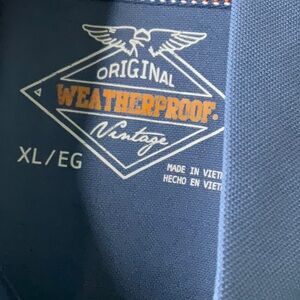 ORIGINAL
WEATHERPROOF
Vintage
XL/EG
MADE IN VIET
HECHO EN VIET